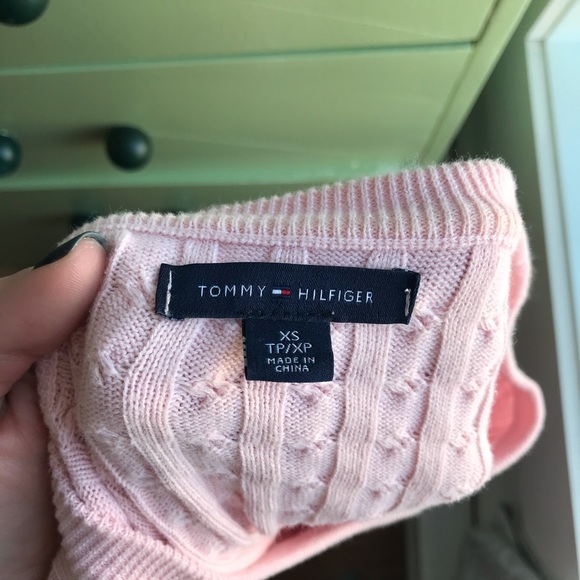 TOMMY HILFIGER
XS
TP/XP
MADE IN
CHINA